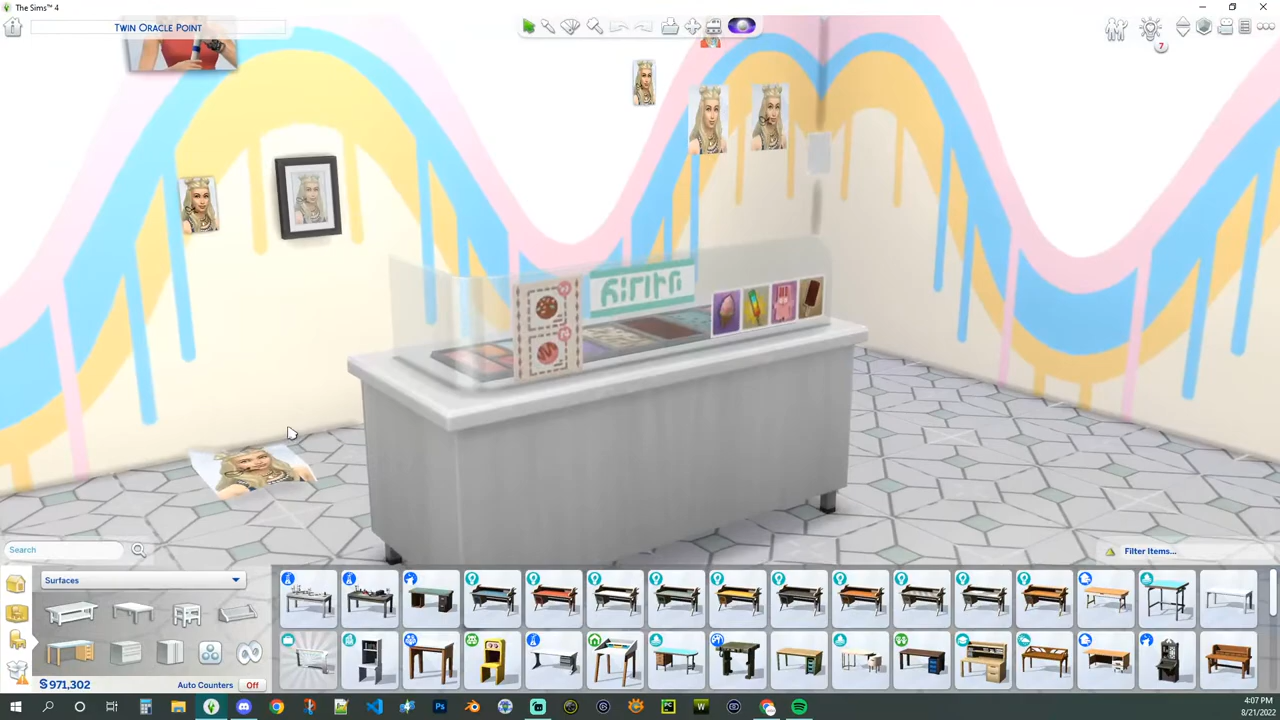 The Sims™ 4
TWIN ORACLE POINT
7
Search
Filter Items...
Surfaces
§971,302
Auto Counters
Off
4:07 PM
8/21/2022